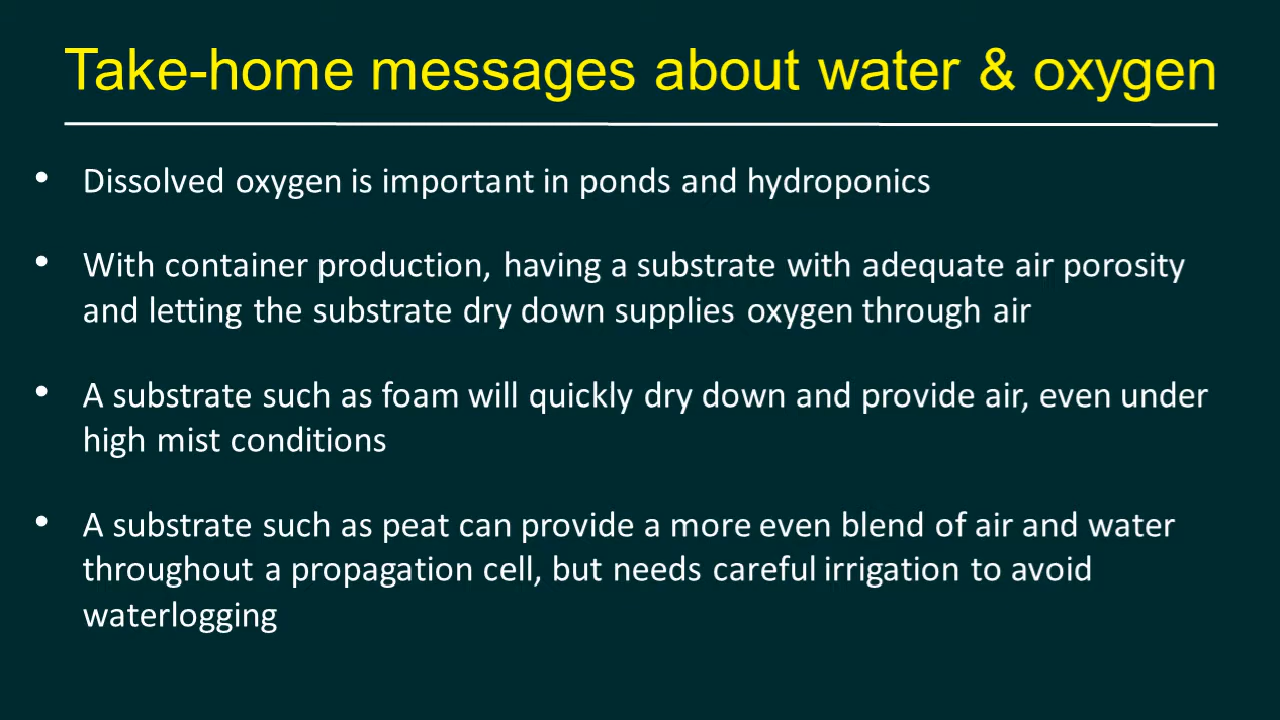 Take-home messages about water & oxygen
• Dissolved oxygen is important in ponds and hydroponics
• With container production, having a substrate with adequate air porosity
and letting the substrate dry down supplies oxygen through air
• A substrate such as foam will quickly dry down and provide air, even under
high mist conditions
• A substrate such as peat can provide a more even blend of air and water
throughout a propagation cell, but needs careful irrigation to avoid
waterlogging